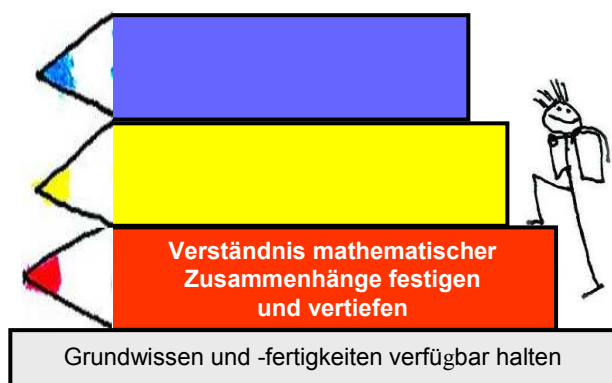 Verständnis mathematischer
Zusammenhänge festigen
und vertiefen
Grundwissen und -fertigkeiten verfügbar halten